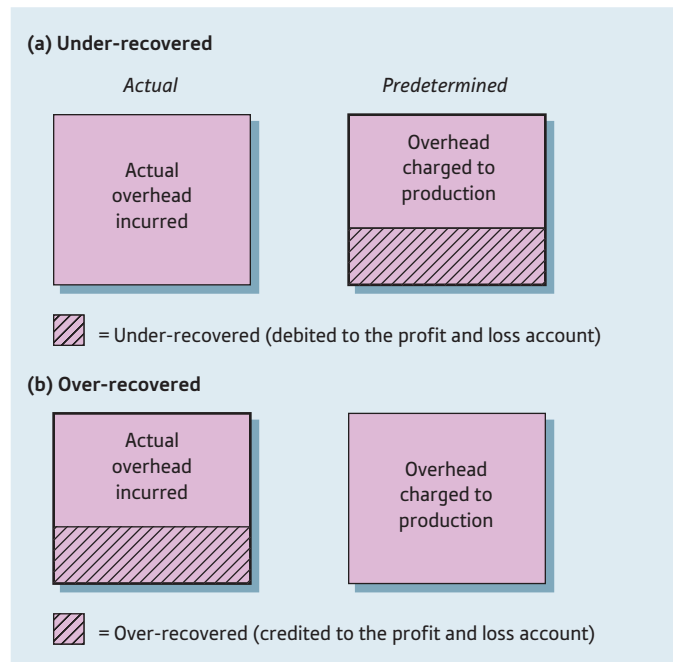 (a) Under-recovered
Actual
Predetermined
Actual
overhead
incurred
Overhead
charged to
production
= Under-recovered (debited to the profit and loss account)
(b) Over-recovered
Actual
overhead
incurred
Overhead
charged to
production
= Over-recovered (credited to the profit and loss account)